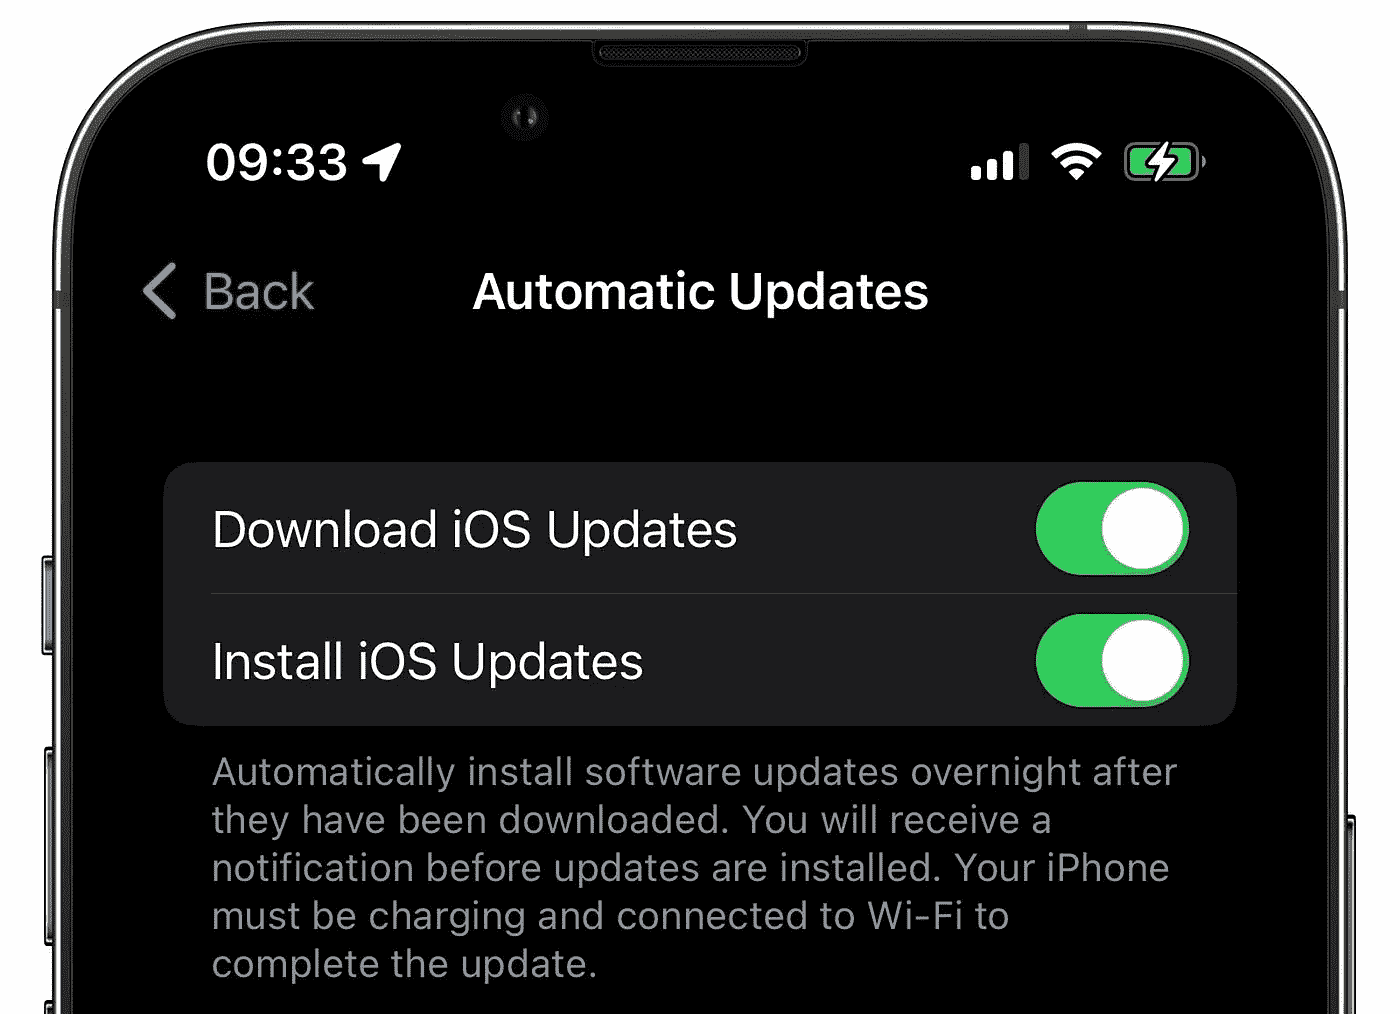 09:33
Back
Automatic Updates
Download iOS Updates
Install iOS Updates
Automatically install software updates overnight after
they have been downloaded. You will receive a
notification before updates are installed. Your iPhone
must be charging and connected to Wi-Fi to
complete the update.